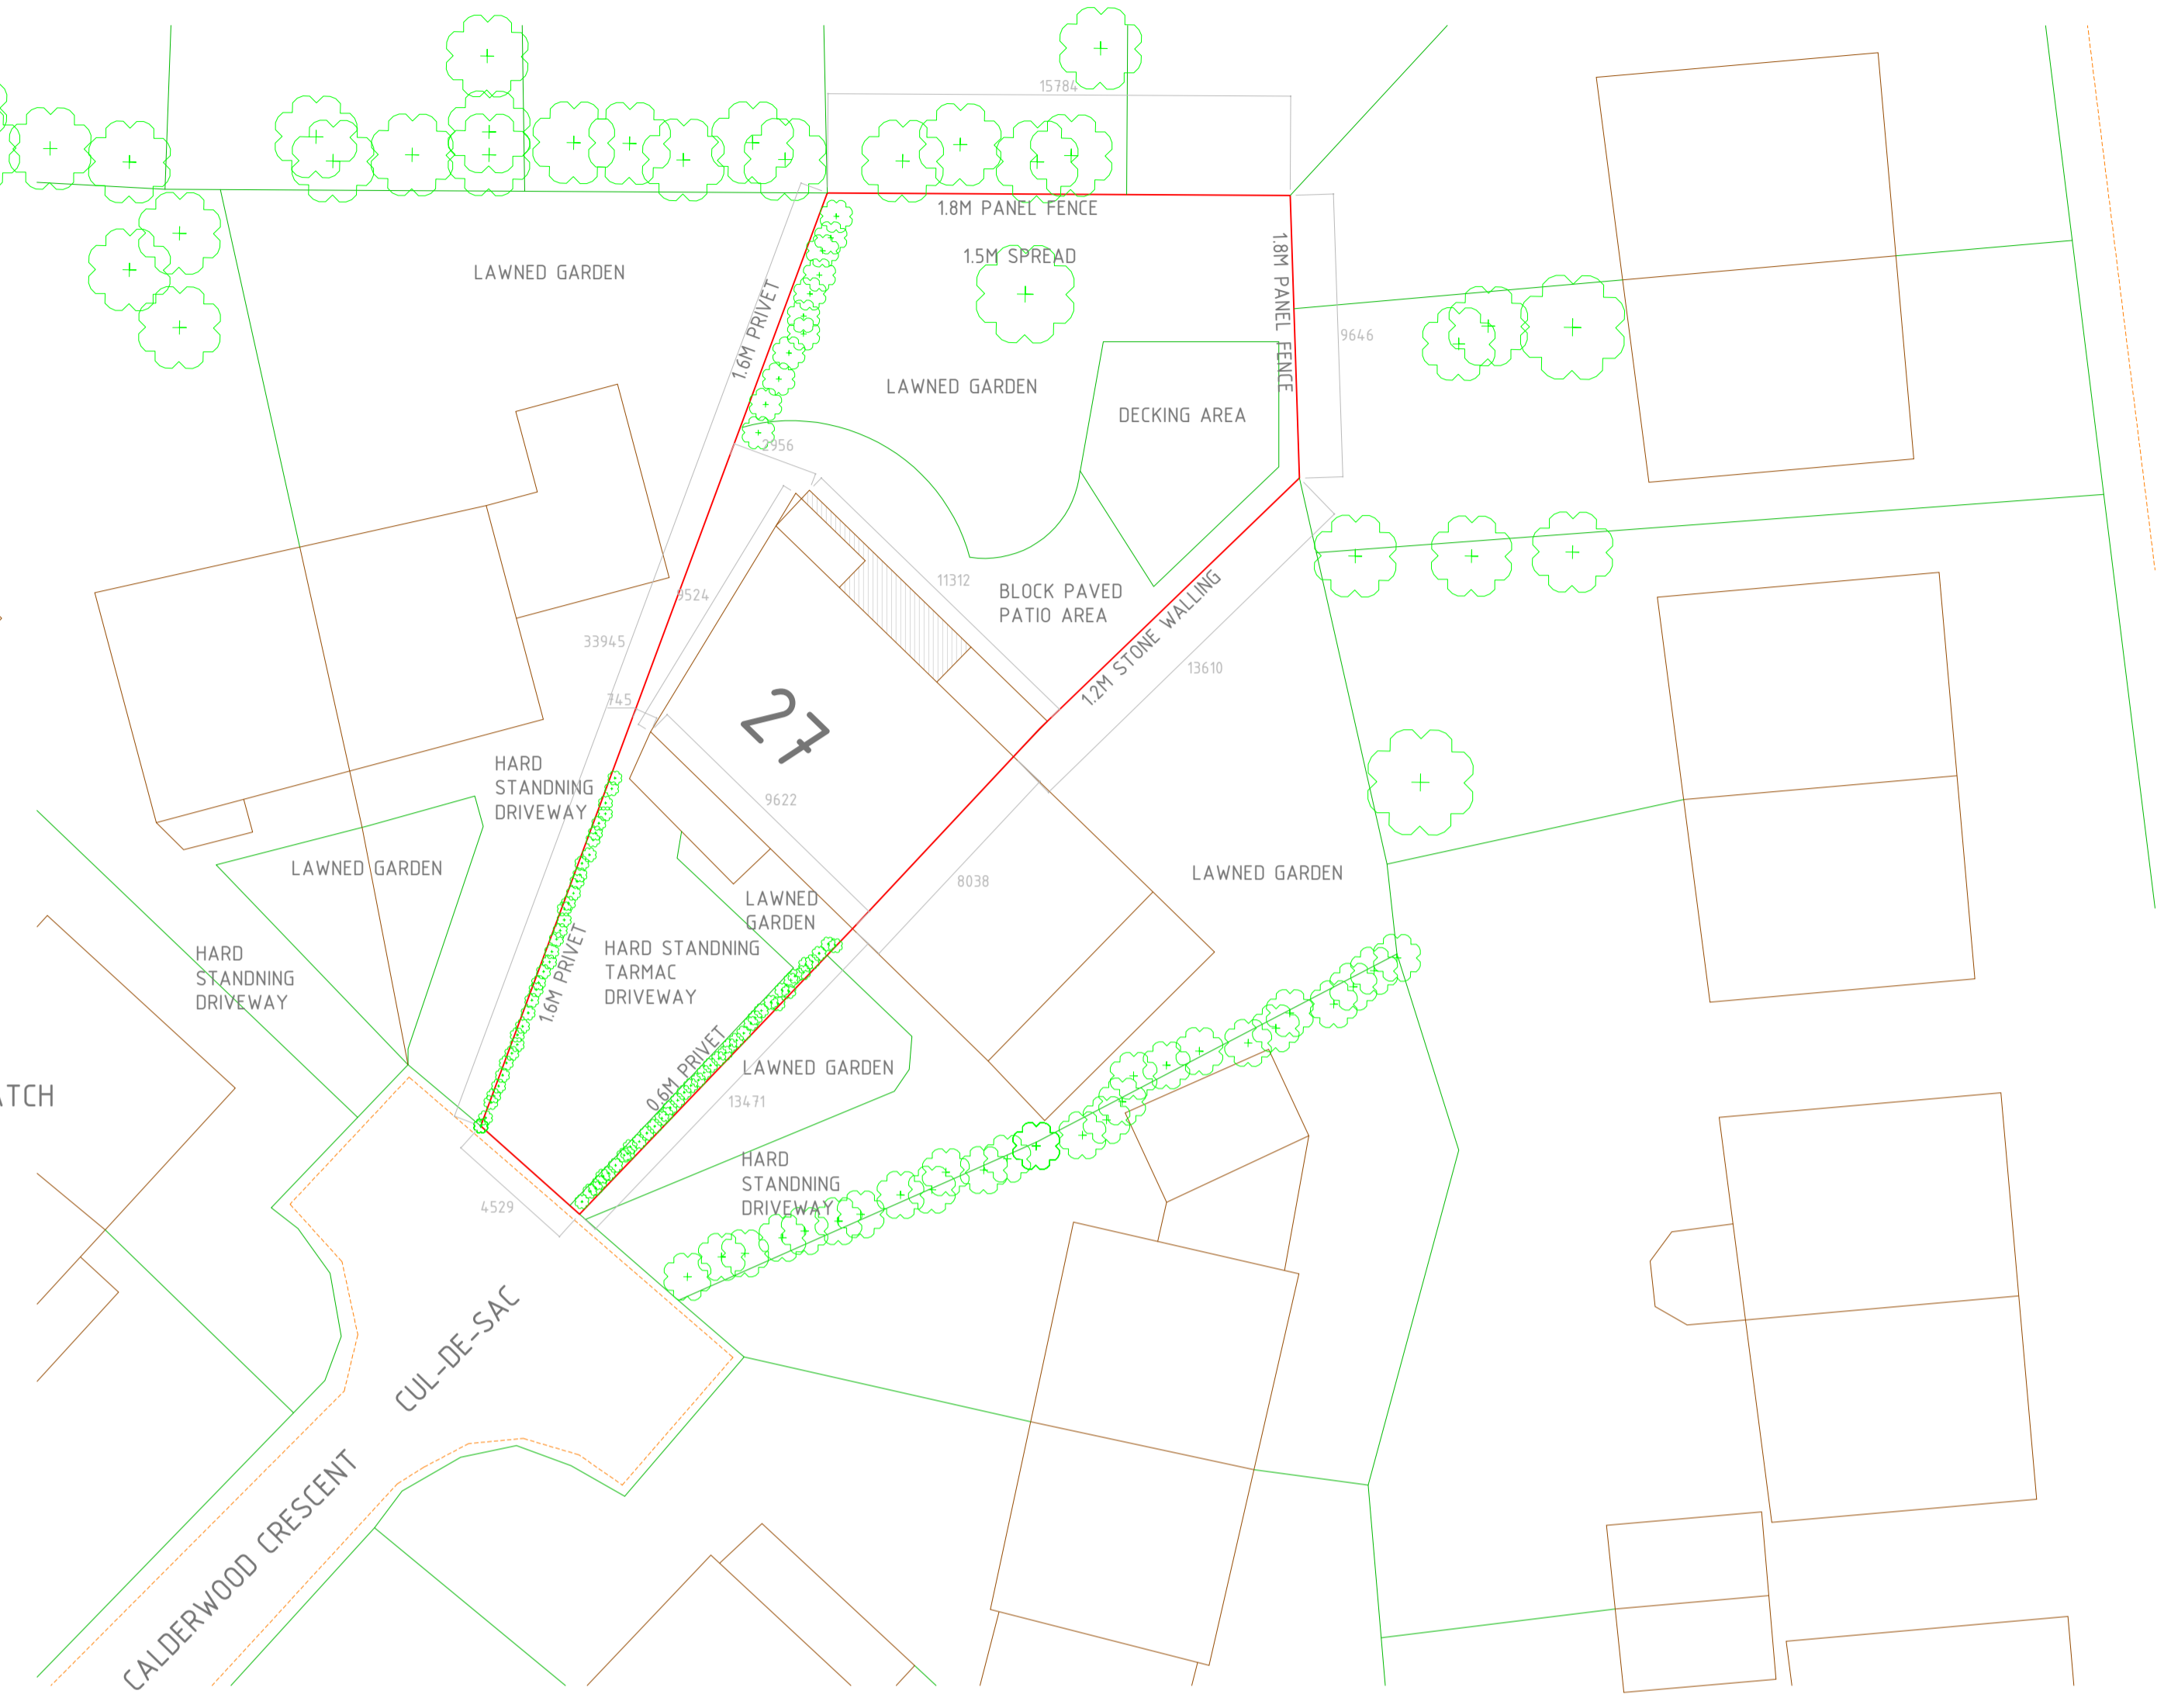 15784
1.8M PANEL FENCE
1.5M SPREAD
LAWNED GARDEN
1.8M PANEL FENCE
1.6M PRIVET
9646
LAWNED GARDEN
DECKING AREA
2956
11312
BLOCK PAVED
PATIO AREA
9524
33945
1.2M STONE WALLING
13610
745
27
HARD
STANDNING
DRIVEWAY
9622
LAWNED GARDEN
8038
LAWNED GARDEN
LAWNED
GARDEN
HARD
STANDNING
DRIVEWAY
1.6M PRIVET
HARD STANDNING
TARMAC
DRIVEWAY
0.6M PRIVET
LAWNED GARDEN
13471
HARD
STANDNING
DRIVEWAY
4529
CUL-DE-SAC
CALDERWOOD CRESCENT